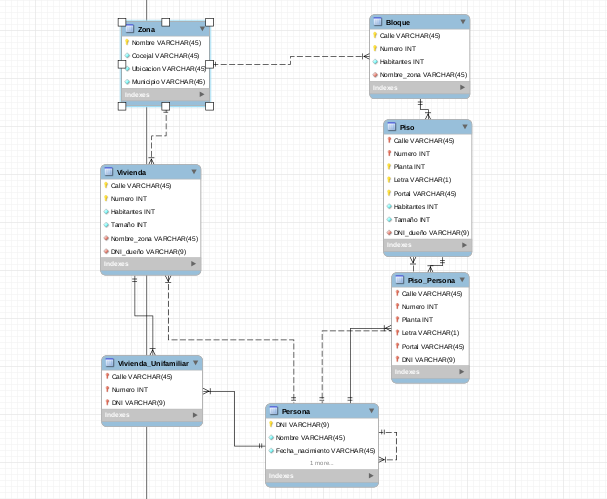 Zona
Nombre VARCHAR(45)
Cocejal VARCHAR(45)
Ubicacion VARCHAR(45)
Municipio VARCHAR(45)
Indexes
Bloque
Calle VARCHAR(45)
Numero INT
Habitantes INT
Nombre_zona VARCHAR(45)
Indexes
Piso
Calle VARCHAR(45)
Numero INT
Planta INT
Letra VARCHAR(1)
Portal VARCHAR(45)
Habitantes INT
Tamaño INT
DNI_dueño VARCHAR(9)
Indexes
Vivienda
Calle VARCHAR(45)
Numero INT
Habitantes INT
Tamaño INT
Nombre_zona VARCHAR(45)
DNI_dueño VARCHAR(9)
Indexes
Piso_Persona
Calle VARCHAR(45)
Numero INT
Planta INT
Letra VARCHAR(1)
Portal VARCHAR(45)
DNI VARCHAR(9)
Indexes
Vivienda_Unifamiliar
Calle VARCHAR(45)
Numero INT
DNI VARCHAR(9)
Indexes
Persona
DNI VARCHAR(9)
Nombre VARCHAR(45)
Fecha_nacimiento VARCHAR(45)
1 more...
Indexes